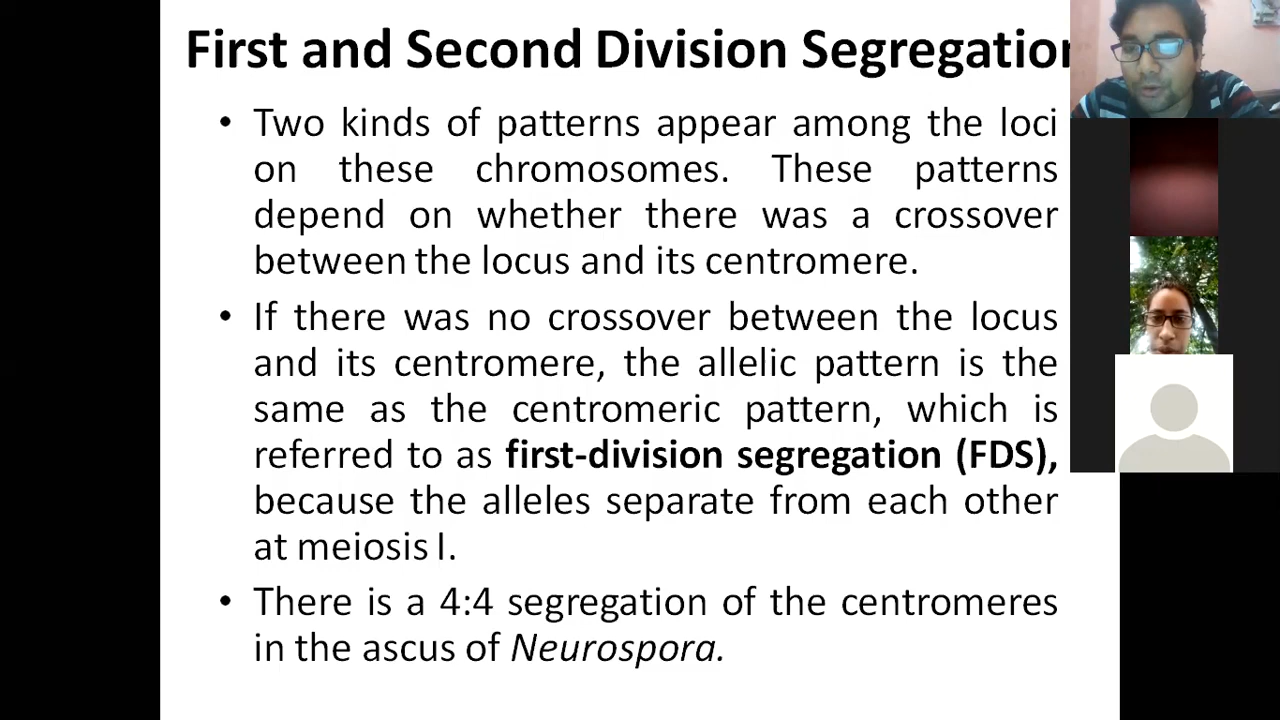 First and Second Division Segregation
• Two kinds of patterns appear among the loci
on these chromosomes. These patterns
depend on whether there was a crossover
between the locus and its centromere.
• If there was no crossover between the locus
and its centromere, the allelic pattern is the
same as the centromeric pattern, which is
referred to as first-division segregation (FDS),
because the alleles separate from each other
at meiosis I.
• There is a 4:4 segregation of the centromeres
in the ascus of Neurospora.